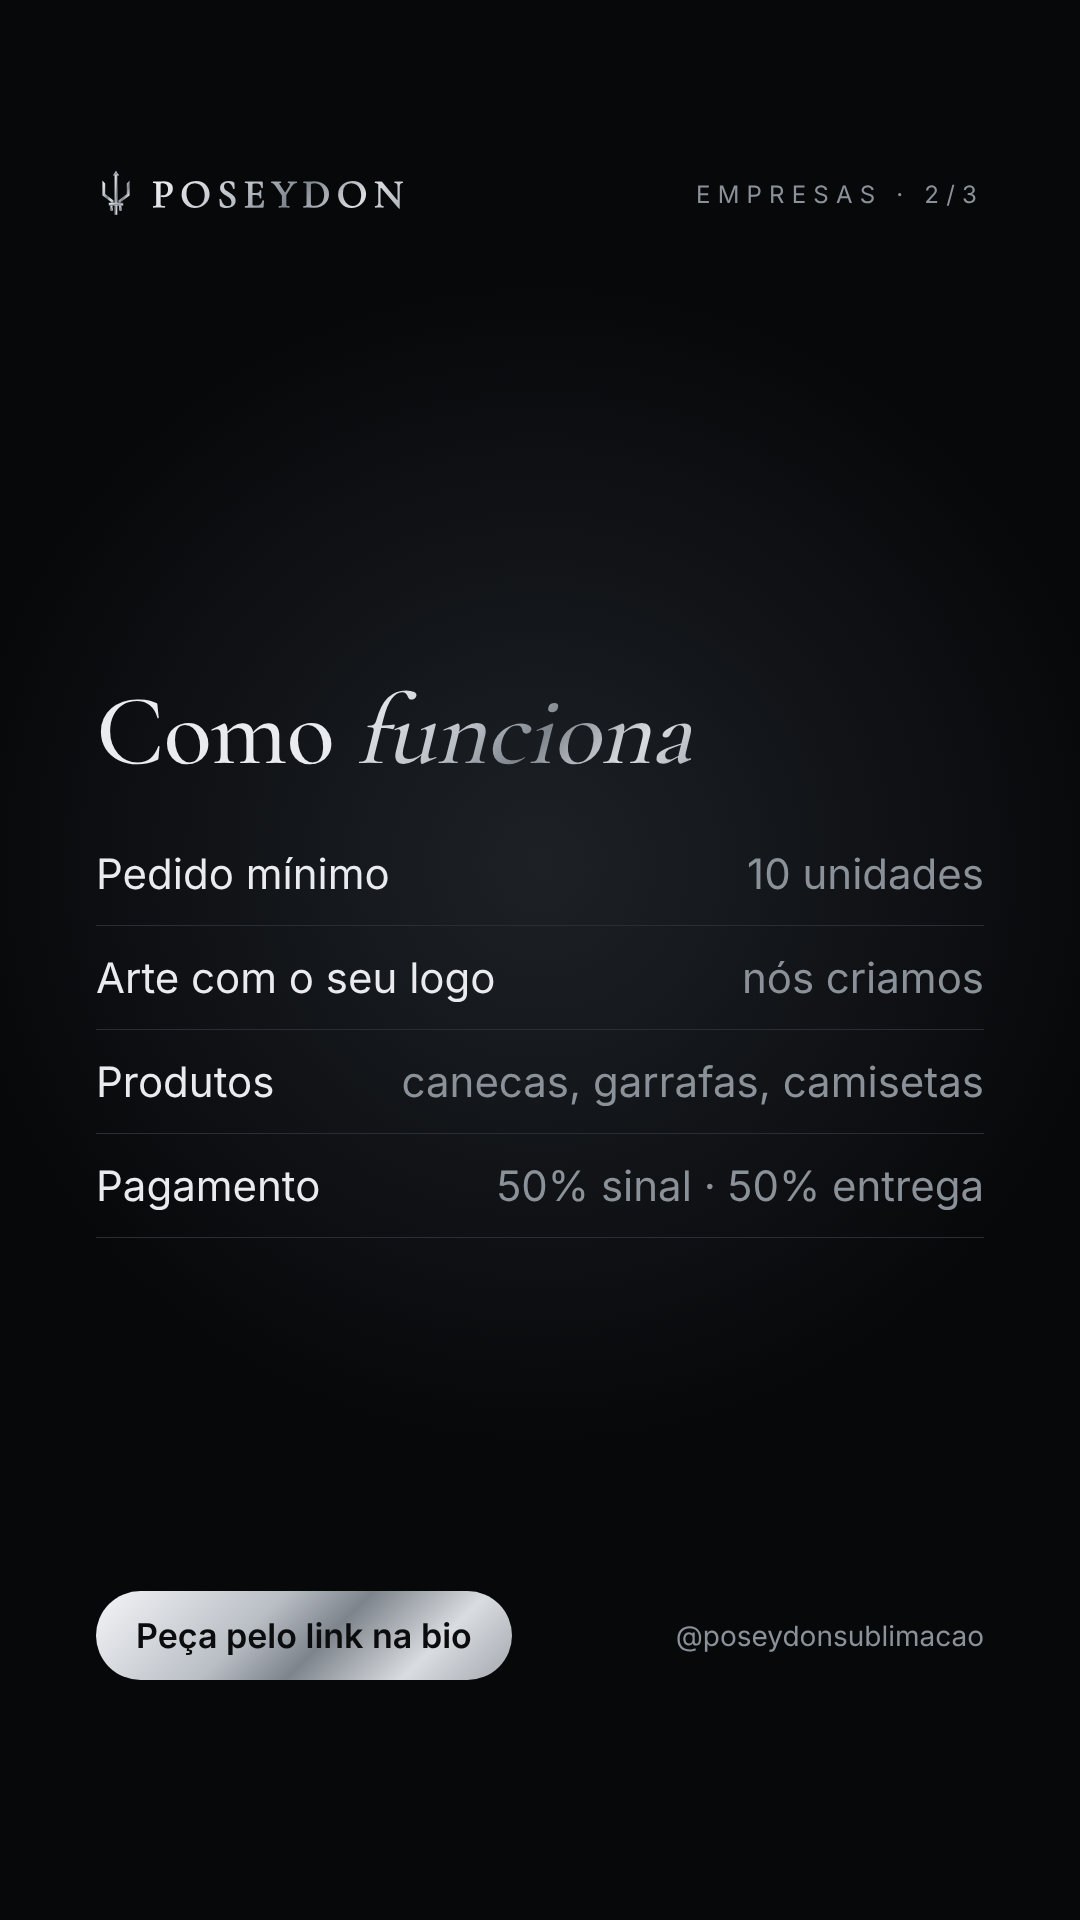 POSEYDON
EMPRESAS · 2/3
Como funciona
Pedido mínimo 10 unidades
Arte com o seu logo nós criamos
Produtos canecas, garrafas, camisetas
Pagamento 50% sinal · 50% entrega
Peça pelo link na bio
@poseydonsublimacao